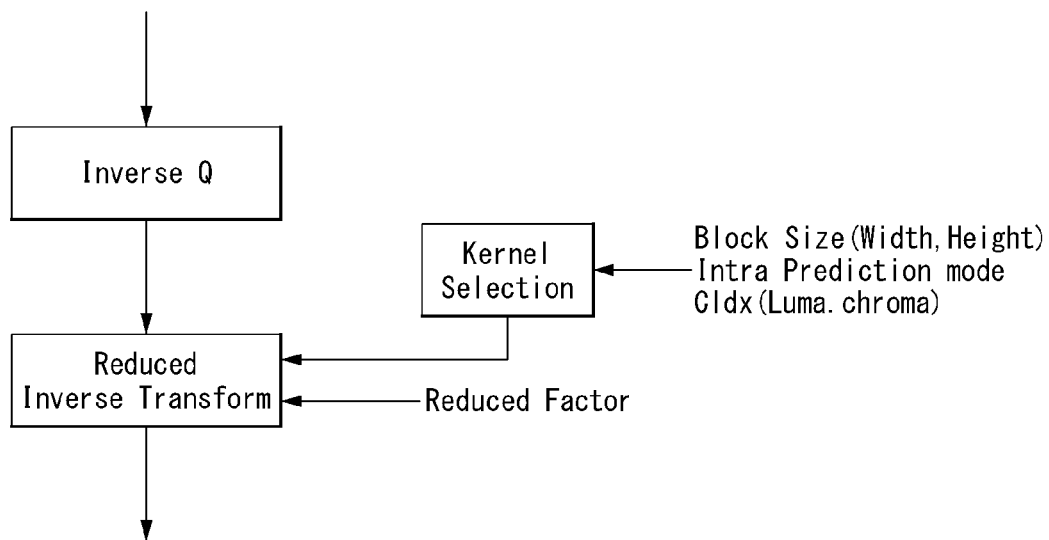 Inverse Q
Kernel
Selection
Block Size(Width,Height)
Intra Prediction mode
CIdx(Luma.chroma)
Reduced
Inverse Transform
Reduced Factor